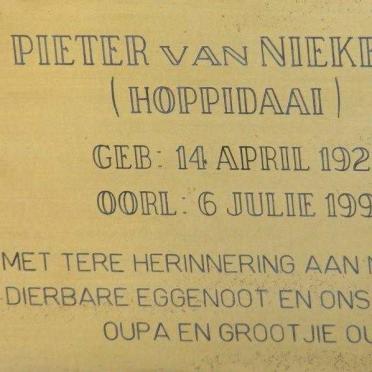 PIETER VAN NIEKE
(HOPPIDAAI)
GEB: 14 APRIL 192
OORL: 6 JULIE 199
MET TERE HERINNERING AAN
DIERBARE EGGENOOT EN ONS
OUPA EN GROOTJIE OU